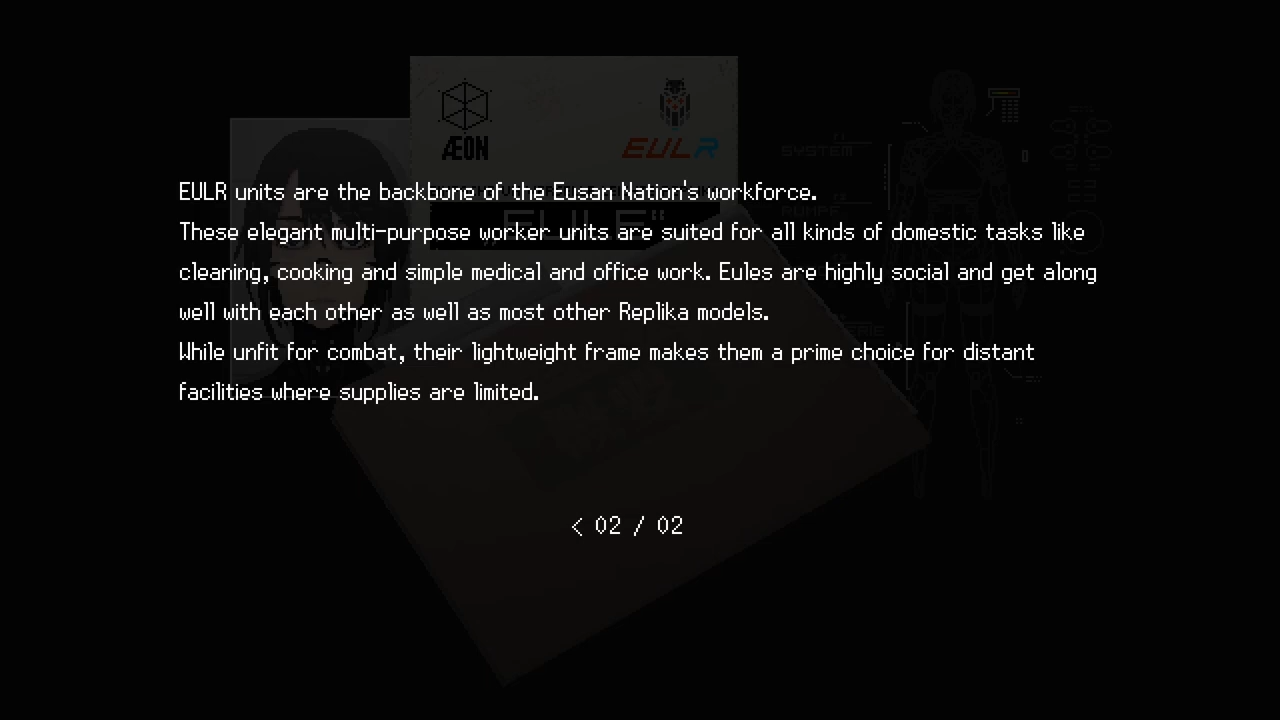 ÆON
EULR
EULR units are the backbone of the Eusan Nation's workforce.
These elegant multi-purpose worker units are suited for all kinds of domestic tasks like
cleaning, cooking and simple medical and office work. Eules are highly social and get along
well with each other as well as most other Replika models.
While unfit for combat, their lightweight frame makes them a prime choice for distant
facilities where supplies are limited.
SYSTEM
„EULE“
< 02 / 02